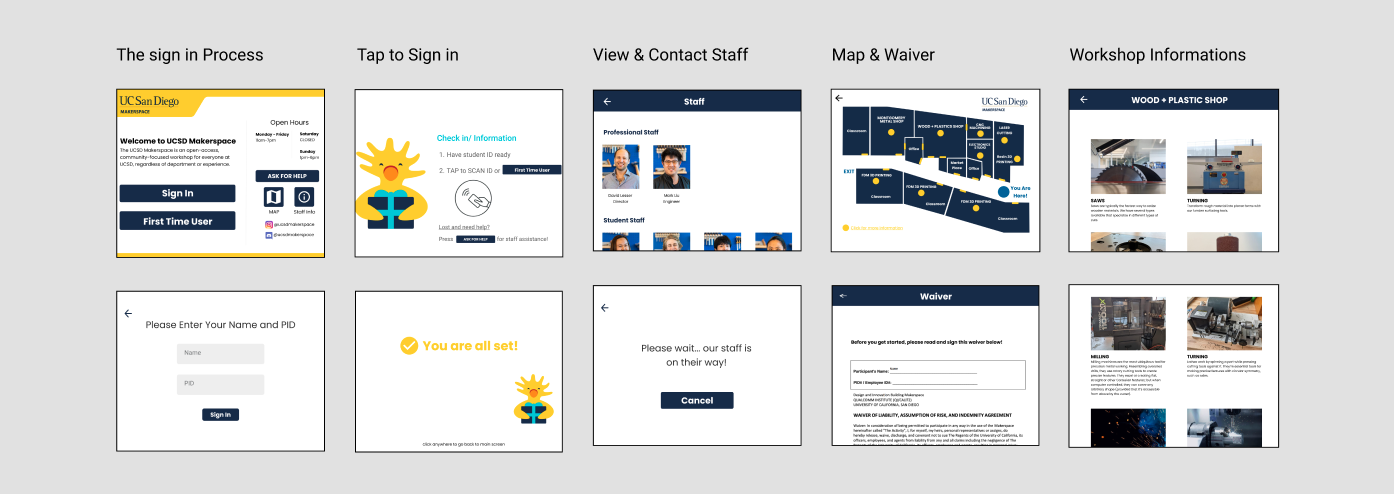 The sign in Process
Tap to Sign in
View & Contact Staff
Map & Waiver
Workshop Informations
UC San Diego
MAKERSPACE
Welcome to UCSD Makerspace
The UCSD Makerspace is an open-access,
community-focused workshop for everyone at
UCSD, regardless of department or experience.
Sign In
First Time User
Open Hours
Monday - Friday
Saturday
CLOSED
Sunday
1pm-6pm
ASK FOR HELP
MAP
Staff Info
@ucsdmakerspace
@ucsdmakerspace
Check in/ Information
1. Have student ID ready
2. TAP to SCAN ID or
First Time User
Lost and need help?
Press ASK FOR HELP for staff assistance!
Staff
Professional Staff
David Lesser
Director
Mark Liu
Engineer
Student Staff
UC San Diego
MAKERSPACE
Classroom
MONTGOMERY
METAL SHOP
WOOD + PLASTICS SHOP
CNC
MACHINING
LASER
CUTTING
Office
ELECTRONICS
STUDIO
Resin 3D
PRINTING
Market
Place
Office
EXIT
FDM 3D PRINTING
Classroom
FDM 3D PRINTING
Classroom
FDM 3D PRINTING
Classroom
You Are
Here!
WOOD + PLASTIC SHOP
SAWS
TURNING
Please Enter Your Name and PID
Name
PID
Sign In
You are all set!
click anywhere to go back to main screen
Please wait... our staff is
on their way!
Cancel
Waiver
Before you get started, please read and sign this waiver below!
Name
Participant's Name:
PID# / Employee ID#:
Design and Innovation Building Makerspace
QUALCOMM INSTITUTE (QI/CALIT2)
UNIVERSITY OF CALIFORNIA, SAN DIEGO
WAIVER OF LIABILITY, ASSUMPTION OF RISK, AND INDEMNITY AGREEMENT
Waiver: In consideration of being permitted to participate in any way in the use of the Makerspace
hereinafter called "The Activity", I, for myself, my heirs, personal representatives or assigns, do
hereby release, waive, discharge, and covenant not to sue The Regents of the University of California, its
officers, employees, and agents from liability from any and all claims including the negligence of The
MILLING
TURNING